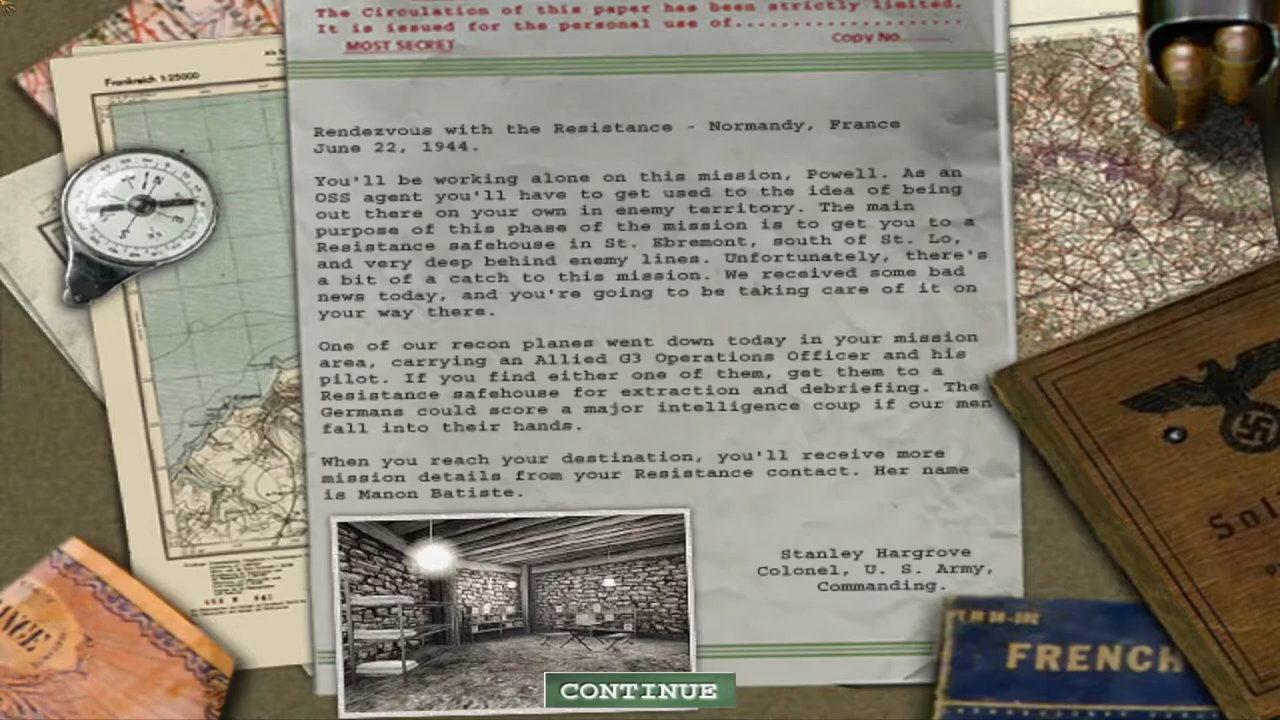 The Circulation of this paper has been strictly limited.
It is issued for the personal use of.....................
MOST SECRET
Copy No.........
Frankreich 1:25000
Rendezvous with the Resistance - Normandy, France
June 22, 1944.
You'll be working alone on this mission, Powell. As an
OSS agent you'll have to get used to the idea of being
out there on your own in enemy territory. The main
purpose of this phase of the mission is to get you to a
Resistance safehouse in St. Ebremont, south of St. Lo,
and very deep behind enemy lines. Unfortunately, there's
a bit of a catch to this mission. We received some bad
news today, and you're going to be taking care of it on
your way there.
One of our recon planes went down today in your mission
area, carrying an Allied G3 Operations Officer and his
pilot. If you find either one of them, get them to a
Resistance safehouse for extraction and debriefing. The
Germans could score a major intelligence coup if our men
fall into their hands.
When you reach your destination, you'll receive more
mission details from your Resistance contact. Her name
is Manon Batiste.
Stanley Hargrove
Colonel, U. S. Army,
Commanding.
Sol
FRENCH
CONTINUE